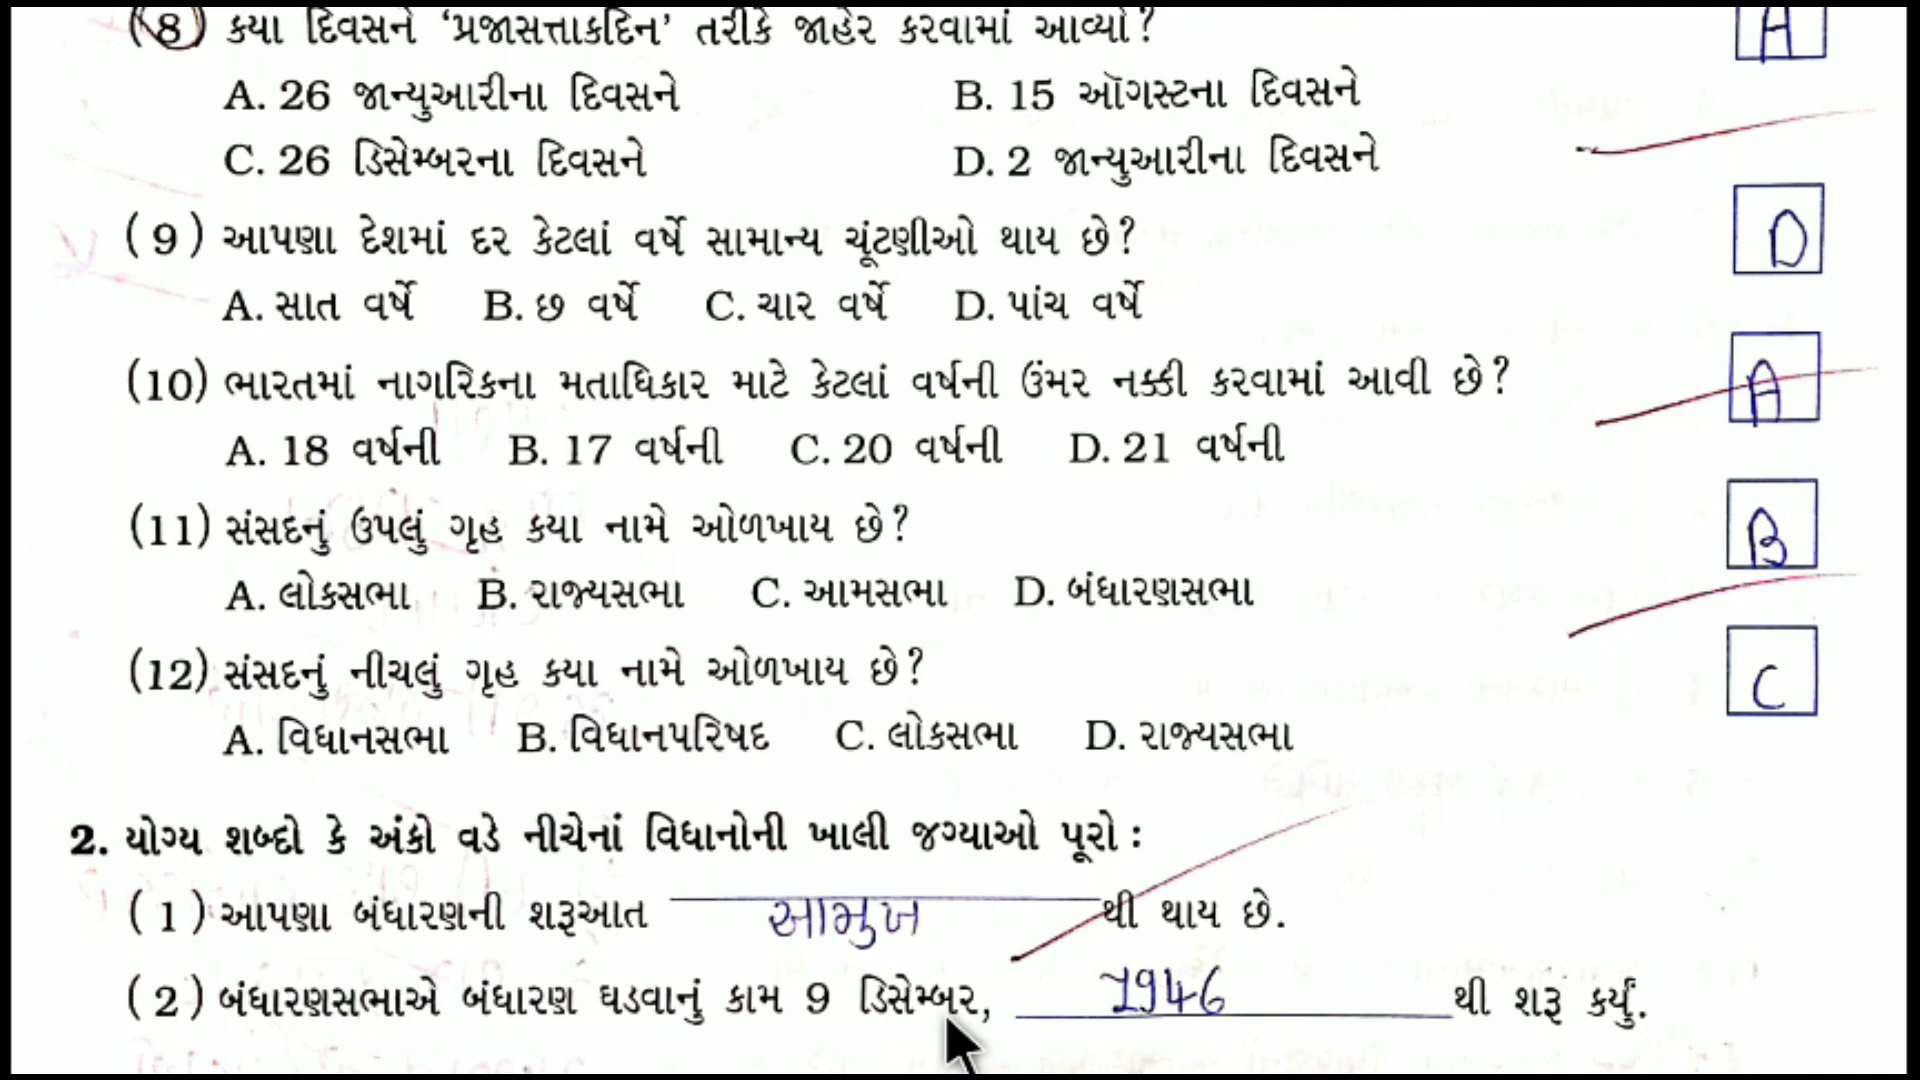 (8) કયા દિવસને ‘પ્રજાસત્તાકદિન’ તરીકે જાહેર કરવામાં આવ્યો? A
A. 26 જાન્યુઆરીના દિવસને B. 15 ઑગસ્ટના દિવસને
C. 26 ડિસેમ્બરના દિવસને D. 2 જાન્યુઆરીના દિવસને
(9) આપણા દેશમાં દર કેટલાં વર્ષે સામાન્ય ચૂંટણીઓ થાય છે? D
A. સાત વર્ષે B. છ વર્ષે C. ચાર વર્ષે D. પાંચ વર્ષે
(10) ભારતમાં નાગરિકના મતાધિકાર માટે કેટલાં વર્ષની ઉંમર નક્કી કરવામાં આવી છે? A
A. 18 વર્ષની B. 17 વર્ષની C. 20 વર્ષની D. 21 વર્ષની
(11) સંસદનું ઉપલું ગૃહ કયા નામે ઓળખાય છે? B
A. લોકસભા B. રાજ્યસભા C. આમસભા D. બંધારણસભા
(12) સંસદનું નીચલું ગૃહ કયા નામે ઓળખાય છે? C
A. વિધાનસભા B. વિધાનપરિષદ C. લોકસભા D. રાજ્યસભા
2. યોગ્ય શબ્દો કે અંકો વડે નીચેનાં વિધાનોની ખાલી જગ્યાઓ પૂરો :
(1) આપણા બંધારણની શરૂઆત આમુખ થી થાય છે.
(2) બંધારણસભાએ બંધારણ ઘડવાનું કામ 9 ડિસેમ્બર, 1946 થી શરૂ કર્યું.